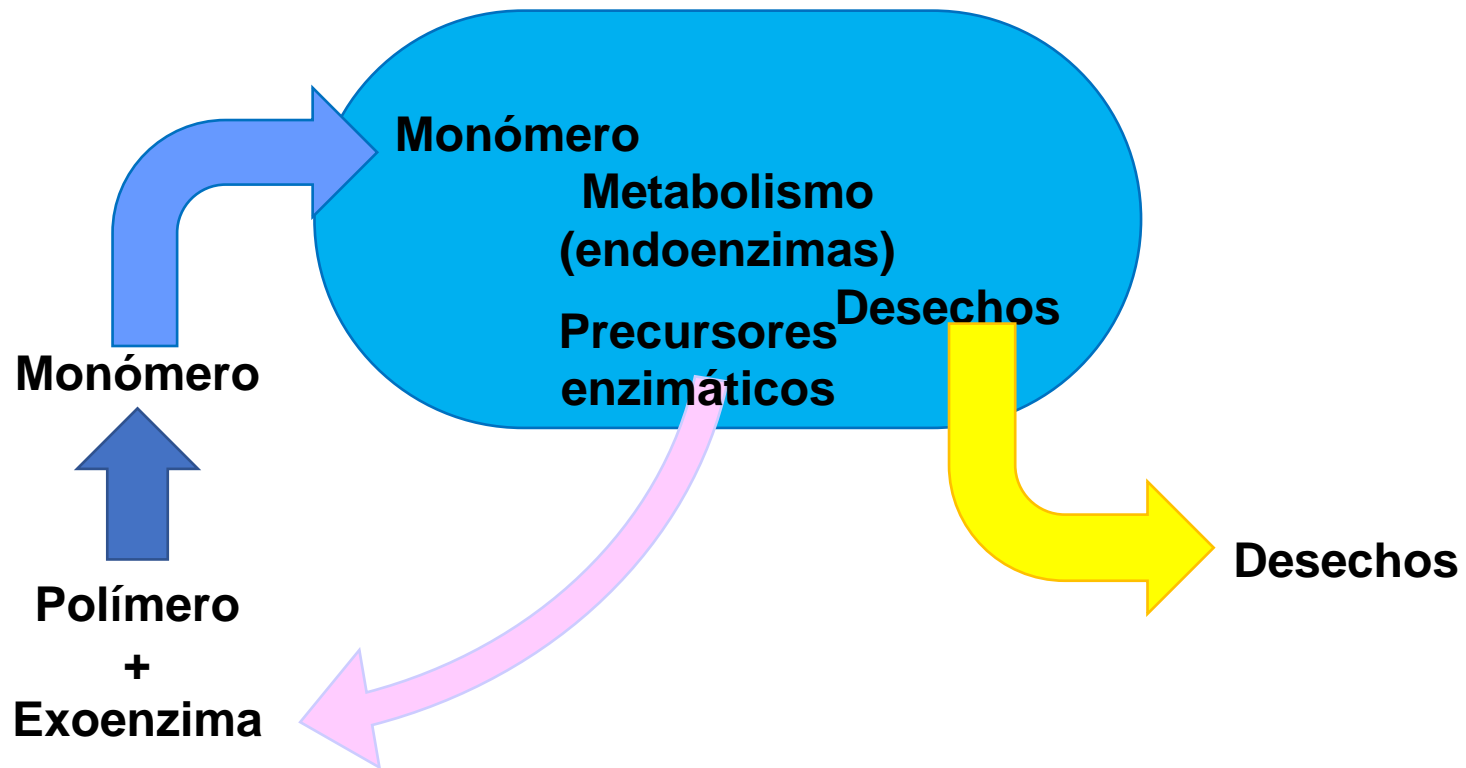 Monómero
Metabolismo
(endoenzimas)
Desechos
Precursores
enzimáticos
Monómero
Polímero
+
Exoenzima
Desechos